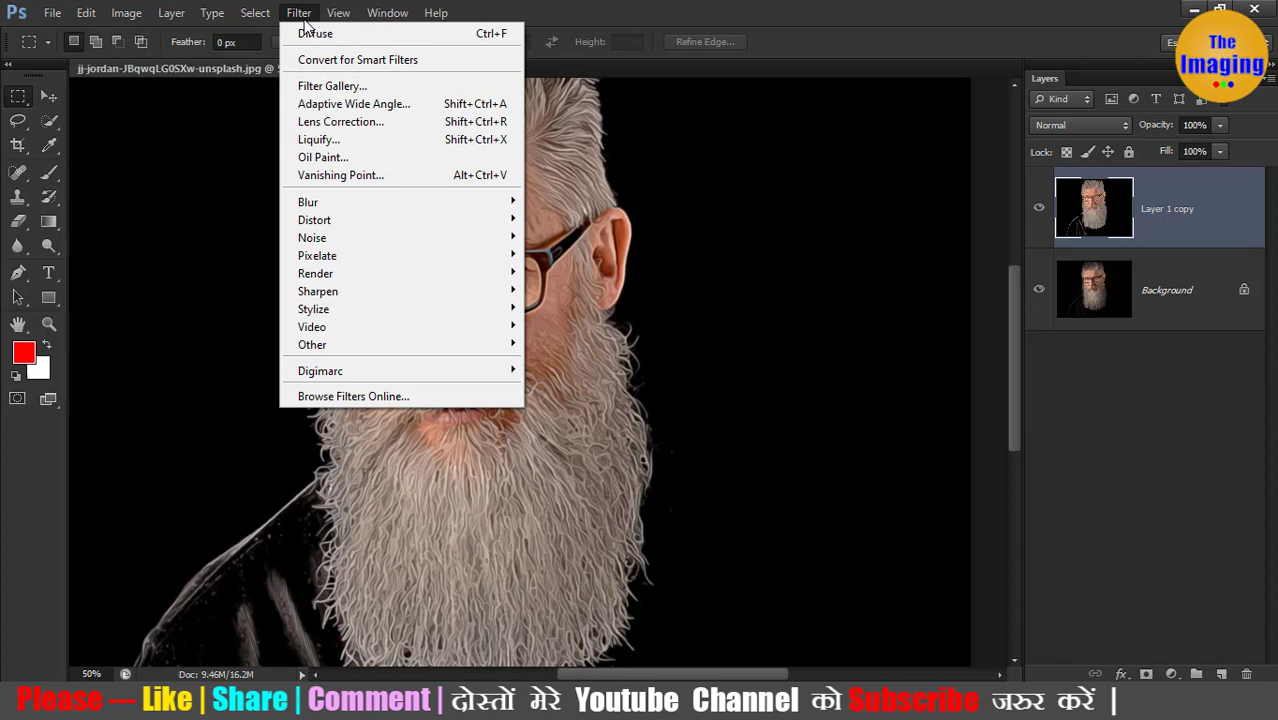 Ps File Edit Image Layer Type Select Filter View Window Help
Feather: 0 px Height: Refine Edge...
The
Imaging
jj-jordan-JBqwqLG0SXw-unsplash.jpg @
Diffuse Ctrl+F
Convert for Smart Filters
Filter Gallery...
Adaptive Wide Angle... Shift+Ctrl+A
Lens Correction... Shift+Ctrl+R
Liquify... Shift+Ctrl+X
Oil Paint...
Vanishing Point... Alt+Ctrl+V
Blur
Distort
Noise
Pixelate
Render
Sharpen
Stylize
Video
Other
Digimarc
Browse Filters Online...
Layers
Kind
Normal Opacity: 100%
Lock: Fill: 100%
Layer 1 copy
Background
50% Doc: 9.46M/16.2M
Please --- Like | Share | Comment | दोस्तों मेरे Youtube Channel को Subscribe जरुर करें |